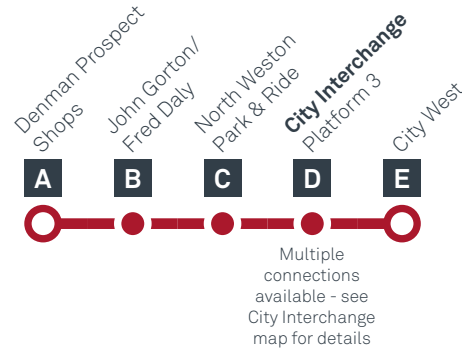 Denman Prospect
Shops
John Gorton/
Fred Daly
North Weston
Park & Ride
City Interchange
Platform 3
City West
A
B
C
D
E
Multiple
connections
available - see
City Interchange
map for details